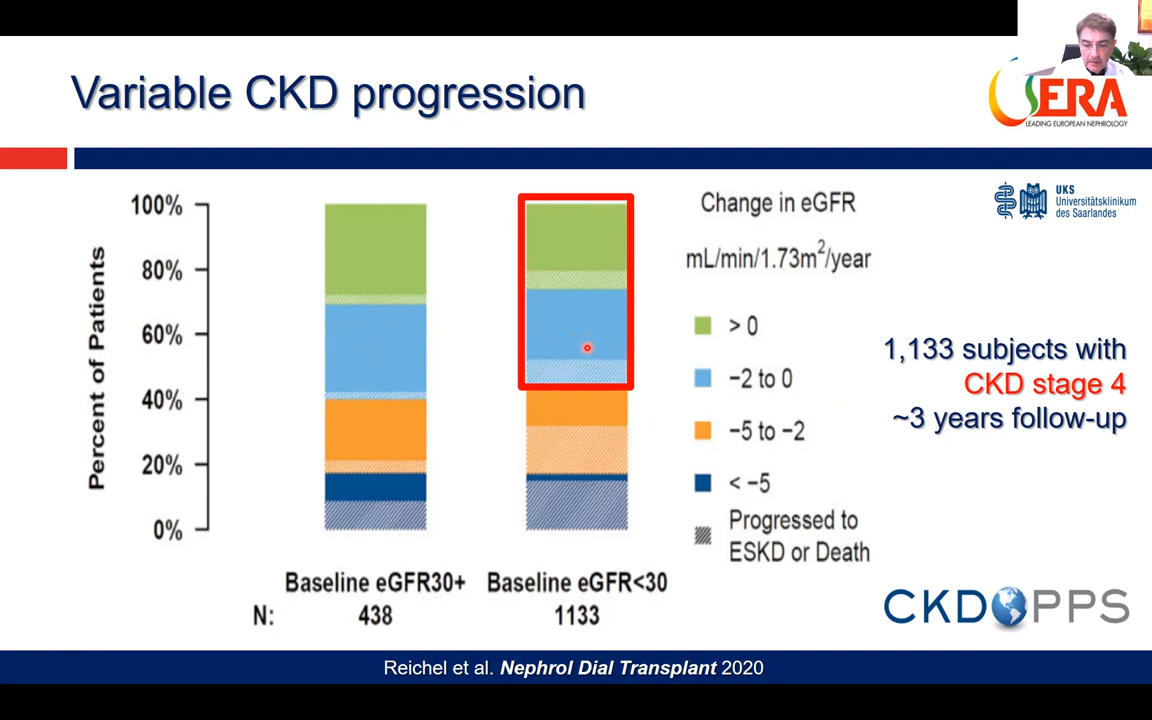 Variable CKD progression
ERA
LEADING EUROPEAN NEPHROLOGY
UKS
Universitätsklinikum
des Saarlandes
Percent of Patients
100%
80%
60%
40%
20%
0%
Baseline eGFR30+ Baseline eGFR<30
N: 438 1133
Change in eGFR
mL/min/1.73m²/year
> 0
−2 to 0
−5 to −2
< −5
Progressed to
ESKD or Death
1,133 subjects with
CKD stage 4
~3 years follow-up
CKDOPPS
Reichel et al. Nephrol Dial Transplant 2020